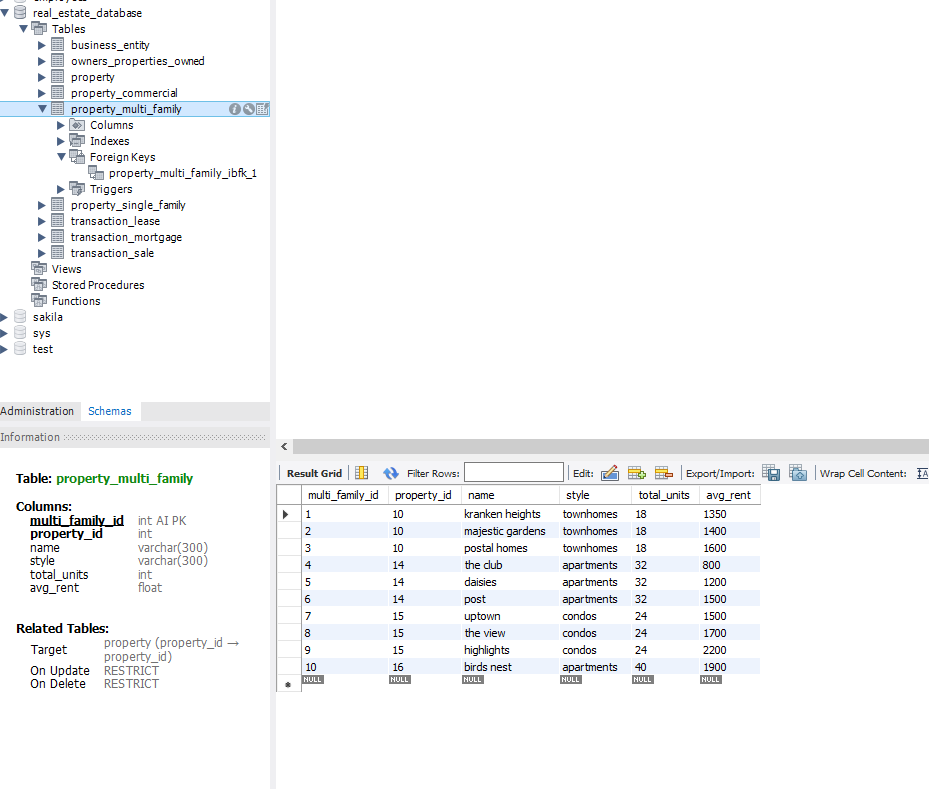 real_estate_database
Tables
business_entity
owners_properties_owned
property
property_commercial
property_multi_family
Columns
Indexes
Foreign Keys
property_multi_family_ibfk_1
Triggers
property_single_family
transaction_lease
transaction_mortgage
transaction_sale
Views
Stored Procedures
Functions
sakila
sys
test
Administration Schemas
Information
Table: property_multi_family
Columns:
multi_family_id int AI PK
property_id int
name varchar(300)
style varchar(300)
total_units int
avg_rent float
Related Tables:
Target property (property_id →
property_id)
On Update RESTRICT
On Delete RESTRICT
Result Grid Filter Rows: Edit: Export/Import: Wrap Cell Content:
multi_family_id property_id name style total_units avg_rent
1 10 kranken heights townhomes 18 1350
2 10 majestic gardens townhomes 18 1400
3 10 postal homes townhomes 18 1600
4 14 the club apartments 32 800
5 14 daisies apartments 32 1200
6 14 post apartments 32 1500
7 15 uptown condos 24 1500
8 15 the view condos 24 1700
9 15 highlights condos 24 2200
10 16 birds nest apartments 40 1900
NULL NULL NULL NULL NULL NULL